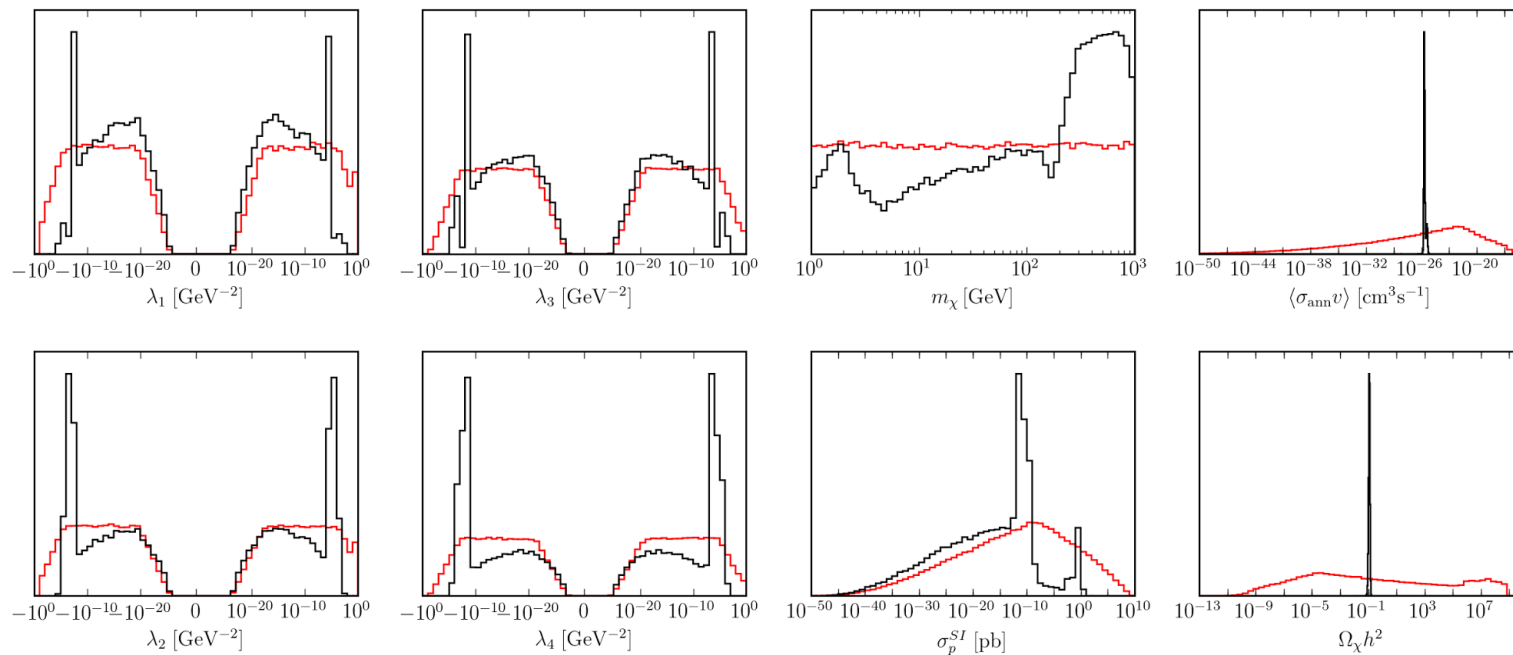 −10⁰ −10⁻¹⁰ −10⁻²⁰ 0 10⁻²⁰ 10⁻¹⁰ 10⁰
λ₁ [GeV⁻²]
−10⁰ −10⁻¹⁰ −10⁻²⁰ 0 10⁻²⁰ 10⁻¹⁰ 10⁰
λ₃ [GeV⁻²]
10⁰ 10¹ 10² 10³
m_χ [GeV]
10⁻⁵⁰ 10⁻⁴⁴ 10⁻³⁸ 10⁻³² 10⁻²⁶ 10⁻²⁰
⟨σ_ann v⟩ [cm³s⁻¹]
−10⁰ −10⁻¹⁰ −10⁻²⁰ 0 10⁻²⁰ 10⁻¹⁰ 10⁰
λ₂ [GeV⁻²]
−10⁰ −10⁻¹⁰ −10⁻²⁰ 0 10⁻²⁰ 10⁻¹⁰ 10⁰
λ₄ [GeV⁻²]
10⁻⁵⁰ 10⁻⁴⁰ 10⁻³⁰ 10⁻²⁰ 10⁻¹⁰ 10⁰ 10¹⁰
σ_p^{SI} [pb]
10⁻¹³ 10⁻⁹ 10⁻⁵ 10⁻¹ 10³ 10⁷
Ω_χh²